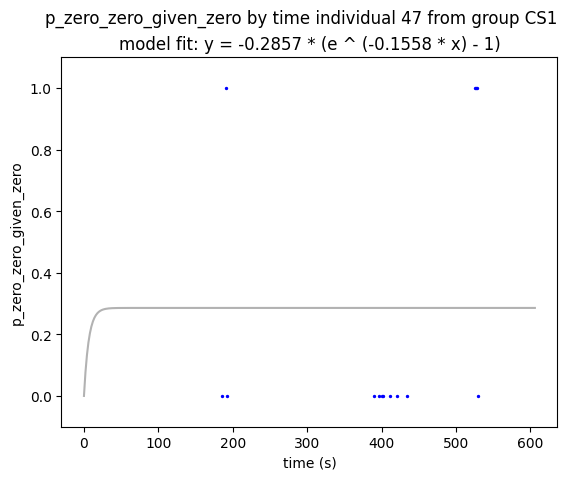 p_zero_zero_given_zero by time individual 47 from group CS1
model fit: y = -0.2857 * (e ^ (-0.1558 * x) - 1)
1.0
0.8
0.6
0.4
0.2
0.0
p_zero_zero_given_zero
0 100 200 300 400 500 600
time (s)